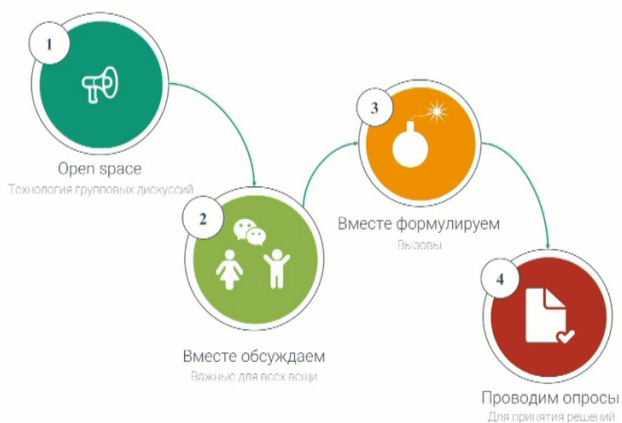 1
Open space
Технология групповых дискуссий
2
Вместе обсуждаем
Важные для всех вещи
3
Вместе формулируем
Вызовы
4
Проводим опросы
Для принятия решений